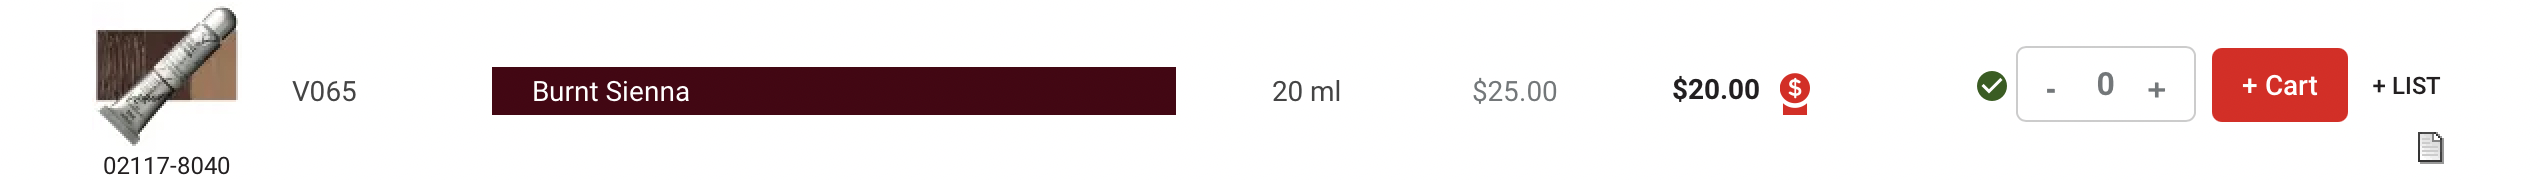 V065 Burnt Sienna 20 ml $25.00 $20.00 $ - 0 + + Cart + LIST
02117-8040